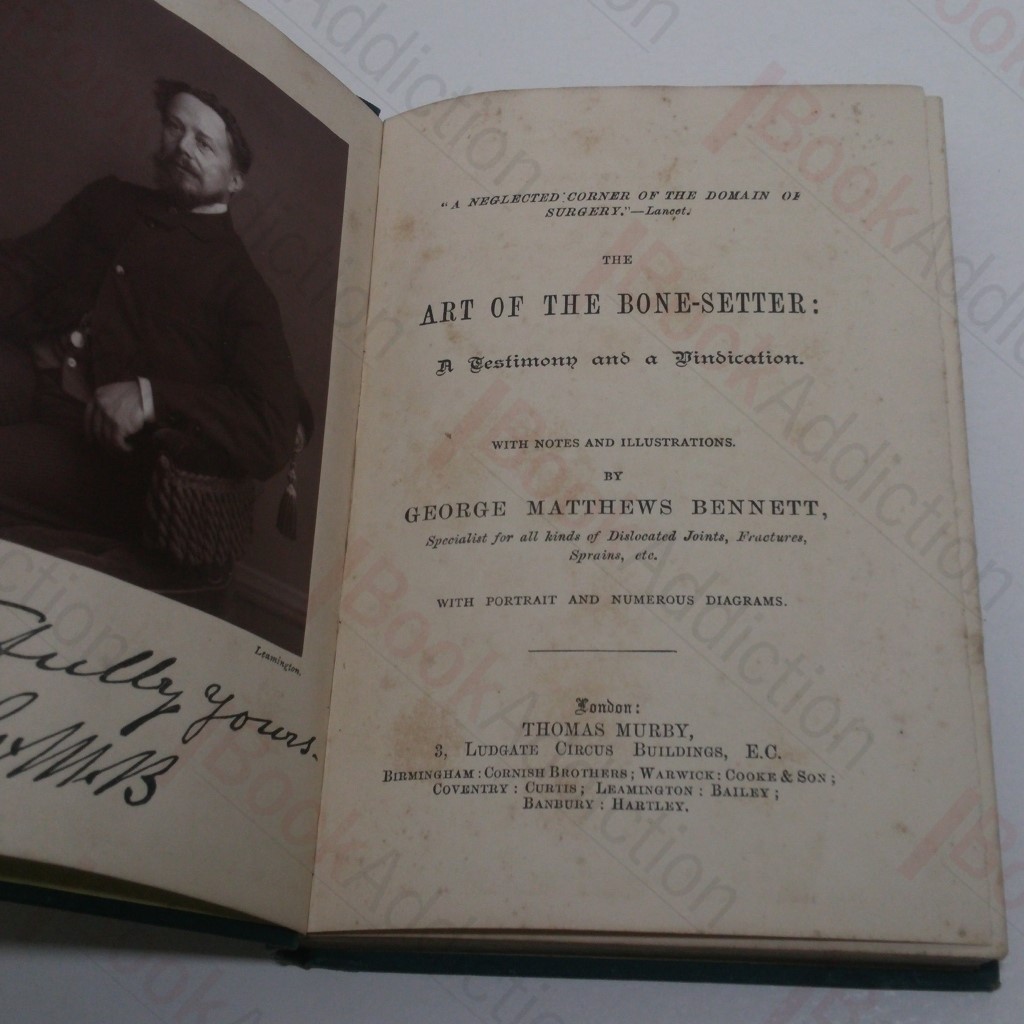 Leamington.
Yours.
"A NEGLECTED CORNER OF THE DOMAIN OF
SURGERY."—Lancet.
THE
ART OF THE BONE-SETTER:
A Testimony and a Vindication.
WITH NOTES AND ILLUSTRATIONS.
BY
GEORGE MATTHEWS BENNETT,
Specialist for all kinds of Dislocated Joints, Fractures,
Sprains, etc.
WITH PORTRAIT AND NUMEROUS DIAGRAMS.
London:
THOMAS MURBY,
3, LUDGATE CIRCUS BUILDINGS, E.C.
BIRMINGHAM: CORNISH BROTHERS; WARWICK: COOKE & SON;
COVENTRY: CURTIS; LEAMINGTON: BAILEY;
BANBURY: HARTLEY.
BookAddiction